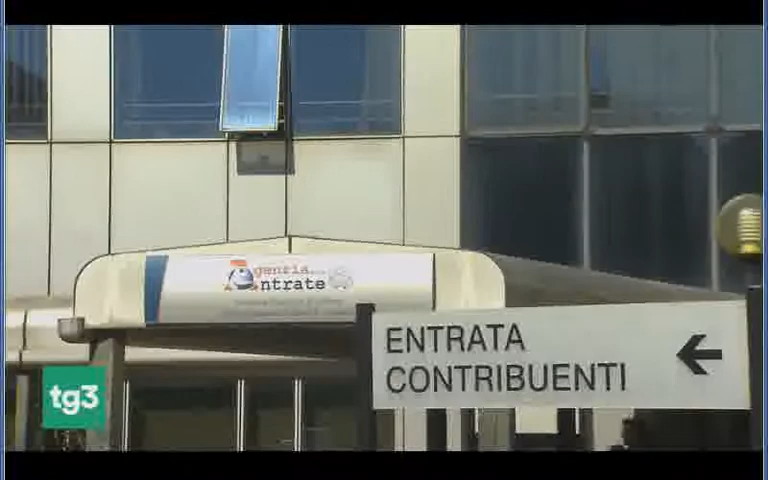 genzia
ntrate
ENTRATA
CONTRIBUENTI
tg3